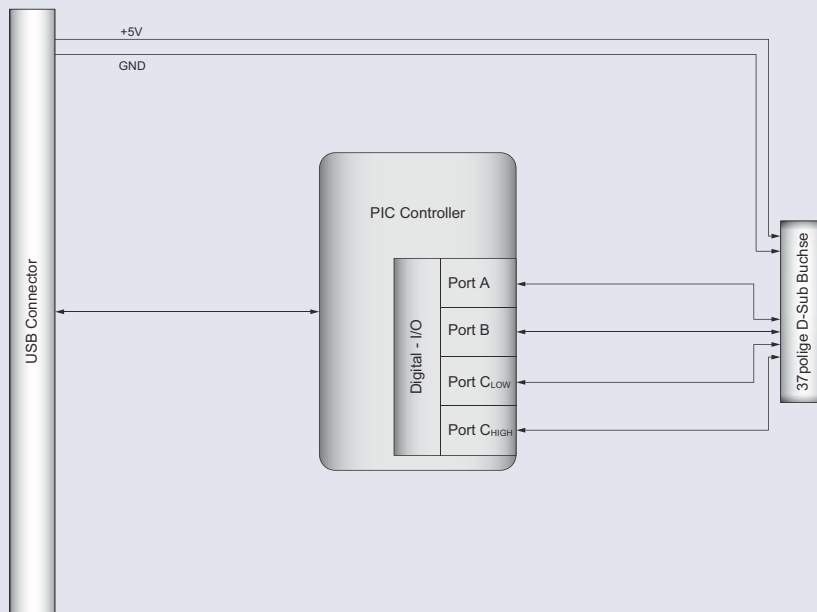 +5V
GND
PIC Controller
USB Connector
Digital - I/O
Port A
Port B
Port CLOW
Port CHIGH
37polige D-Sub Buchse